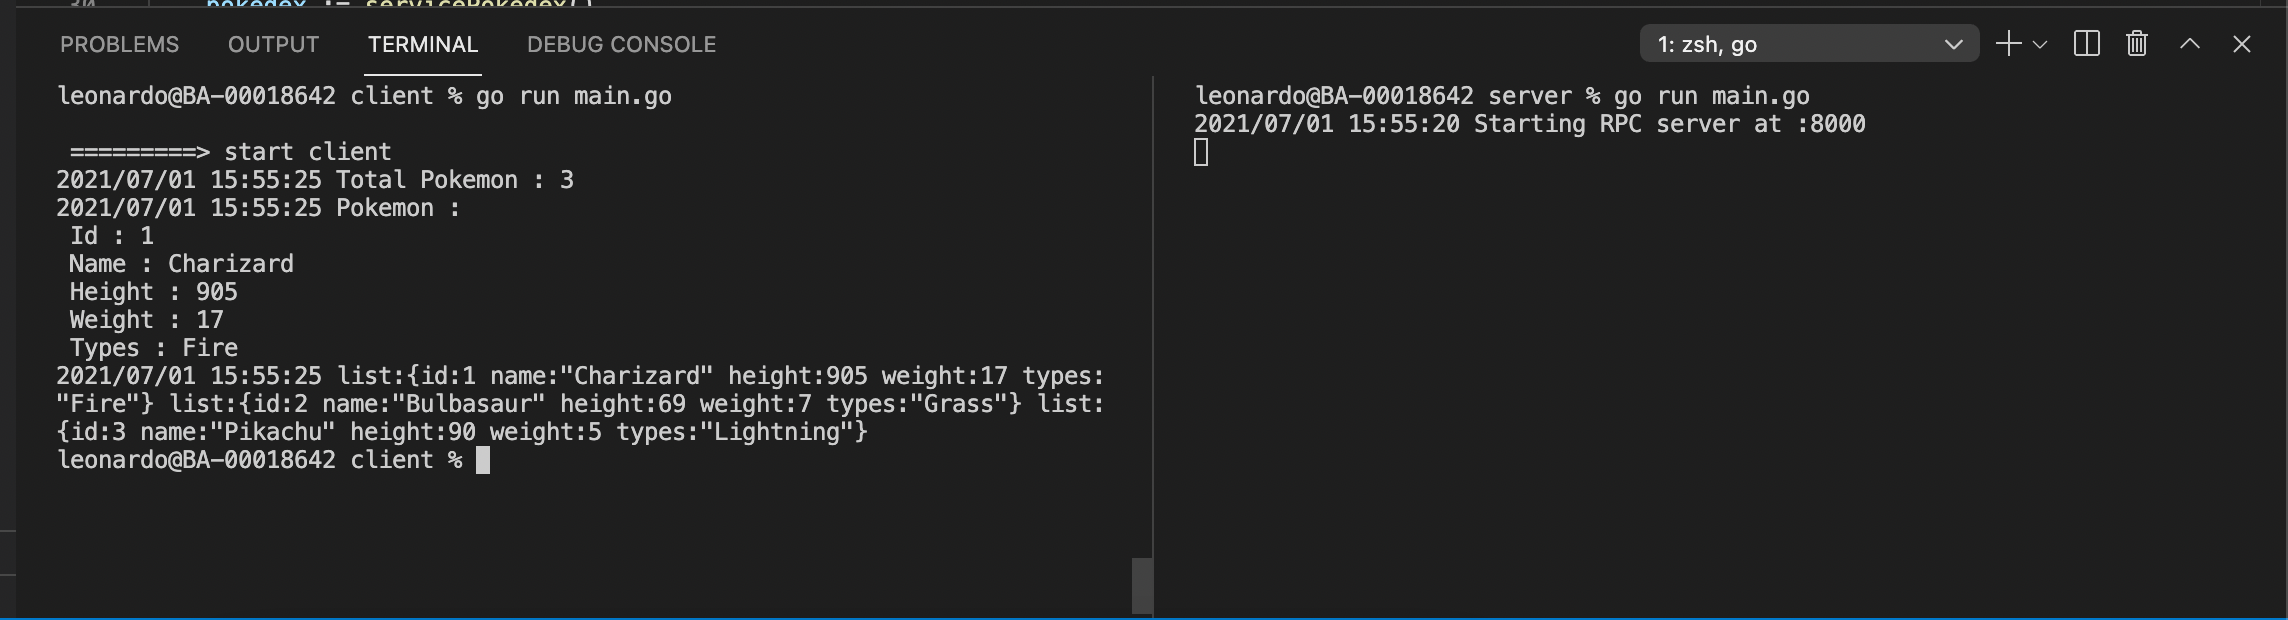 30 pokedex := servicePokedex()
PROBLEMS OUTPUT TERMINAL DEBUG CONSOLE 1: zsh, go
leonardo@BA-00018642 client % go run main.go

=========> start client
2021/07/01 15:55:25 Total Pokemon : 3
2021/07/01 15:55:25 Pokemon :
Id : 1
Name : Charizard
Height : 905
Weight : 17
Types : Fire
2021/07/01 15:55:25 list:{id:1 name:"Charizard" height:905 weight:17 types:
"Fire"} list:{id:2 name:"Bulbasaur" height:69 weight:7 types:"Grass"} list:
{id:3 name:"Pikachu" height:90 weight:5 types:"Lightning"}
leonardo@BA-00018642 client %
leonardo@BA-00018642 server % go run main.go
2021/07/01 15:55:20 Starting RPC server at :8000